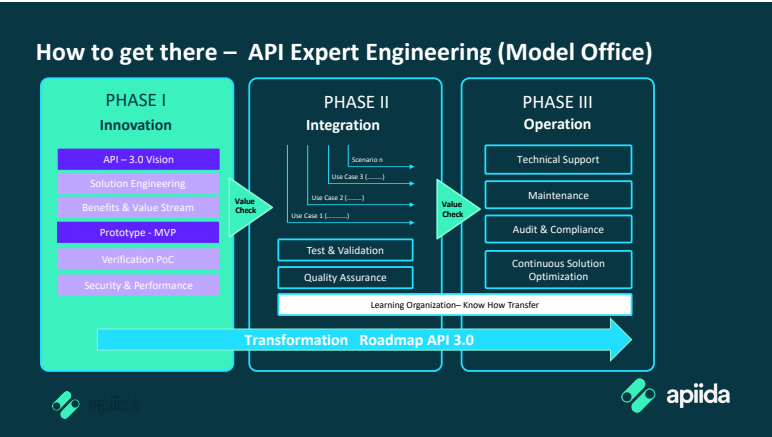 How to get there – API Expert Engineering (Model Office)
PHASE I
Innovation
API – 3.0 Vision
Solution Engineering
Benefits & Value Stream
Prototype - MVP
Verification PoC
Security & Performance
Value
Check
PHASE II
Integration
Scenario n
Use Case 3 (………)
Use Case 2 (………)
Use Case 1 (…………)
Test & Validation
Quality Assurance
Value
Check
PHASE III
Operation
Technical Support
Maintenance
Audit & Compliance
Continuous Solution
Optimization
Learning Organization– Know How Transfer
Transformation Roadmap API 3.0
apiida
apiida